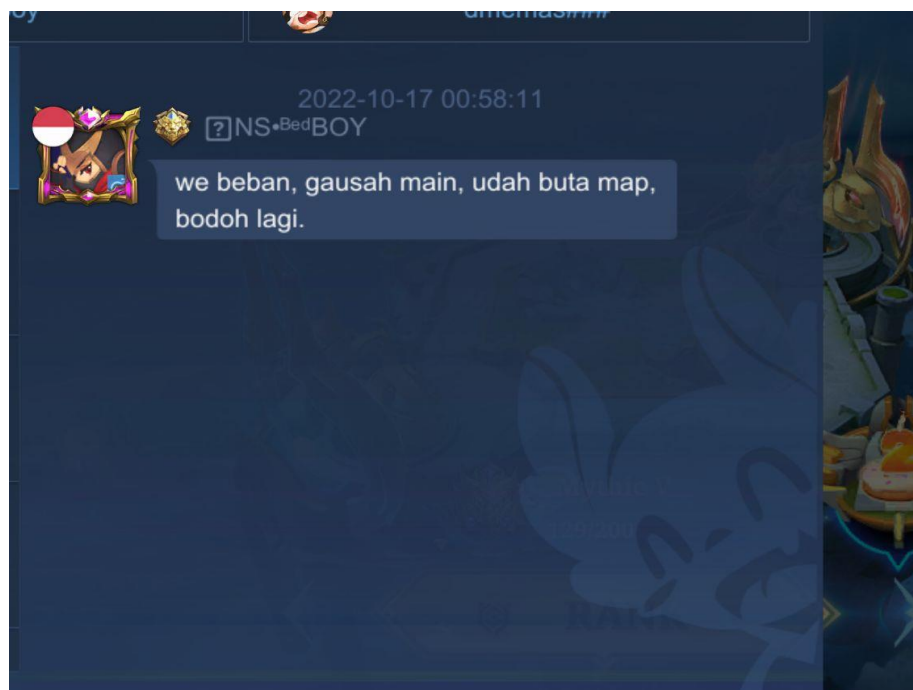 2022-10-17 00:58:11
NS•BedBOY
we beban, gausah main, udah buta map,
bodoh lagi.